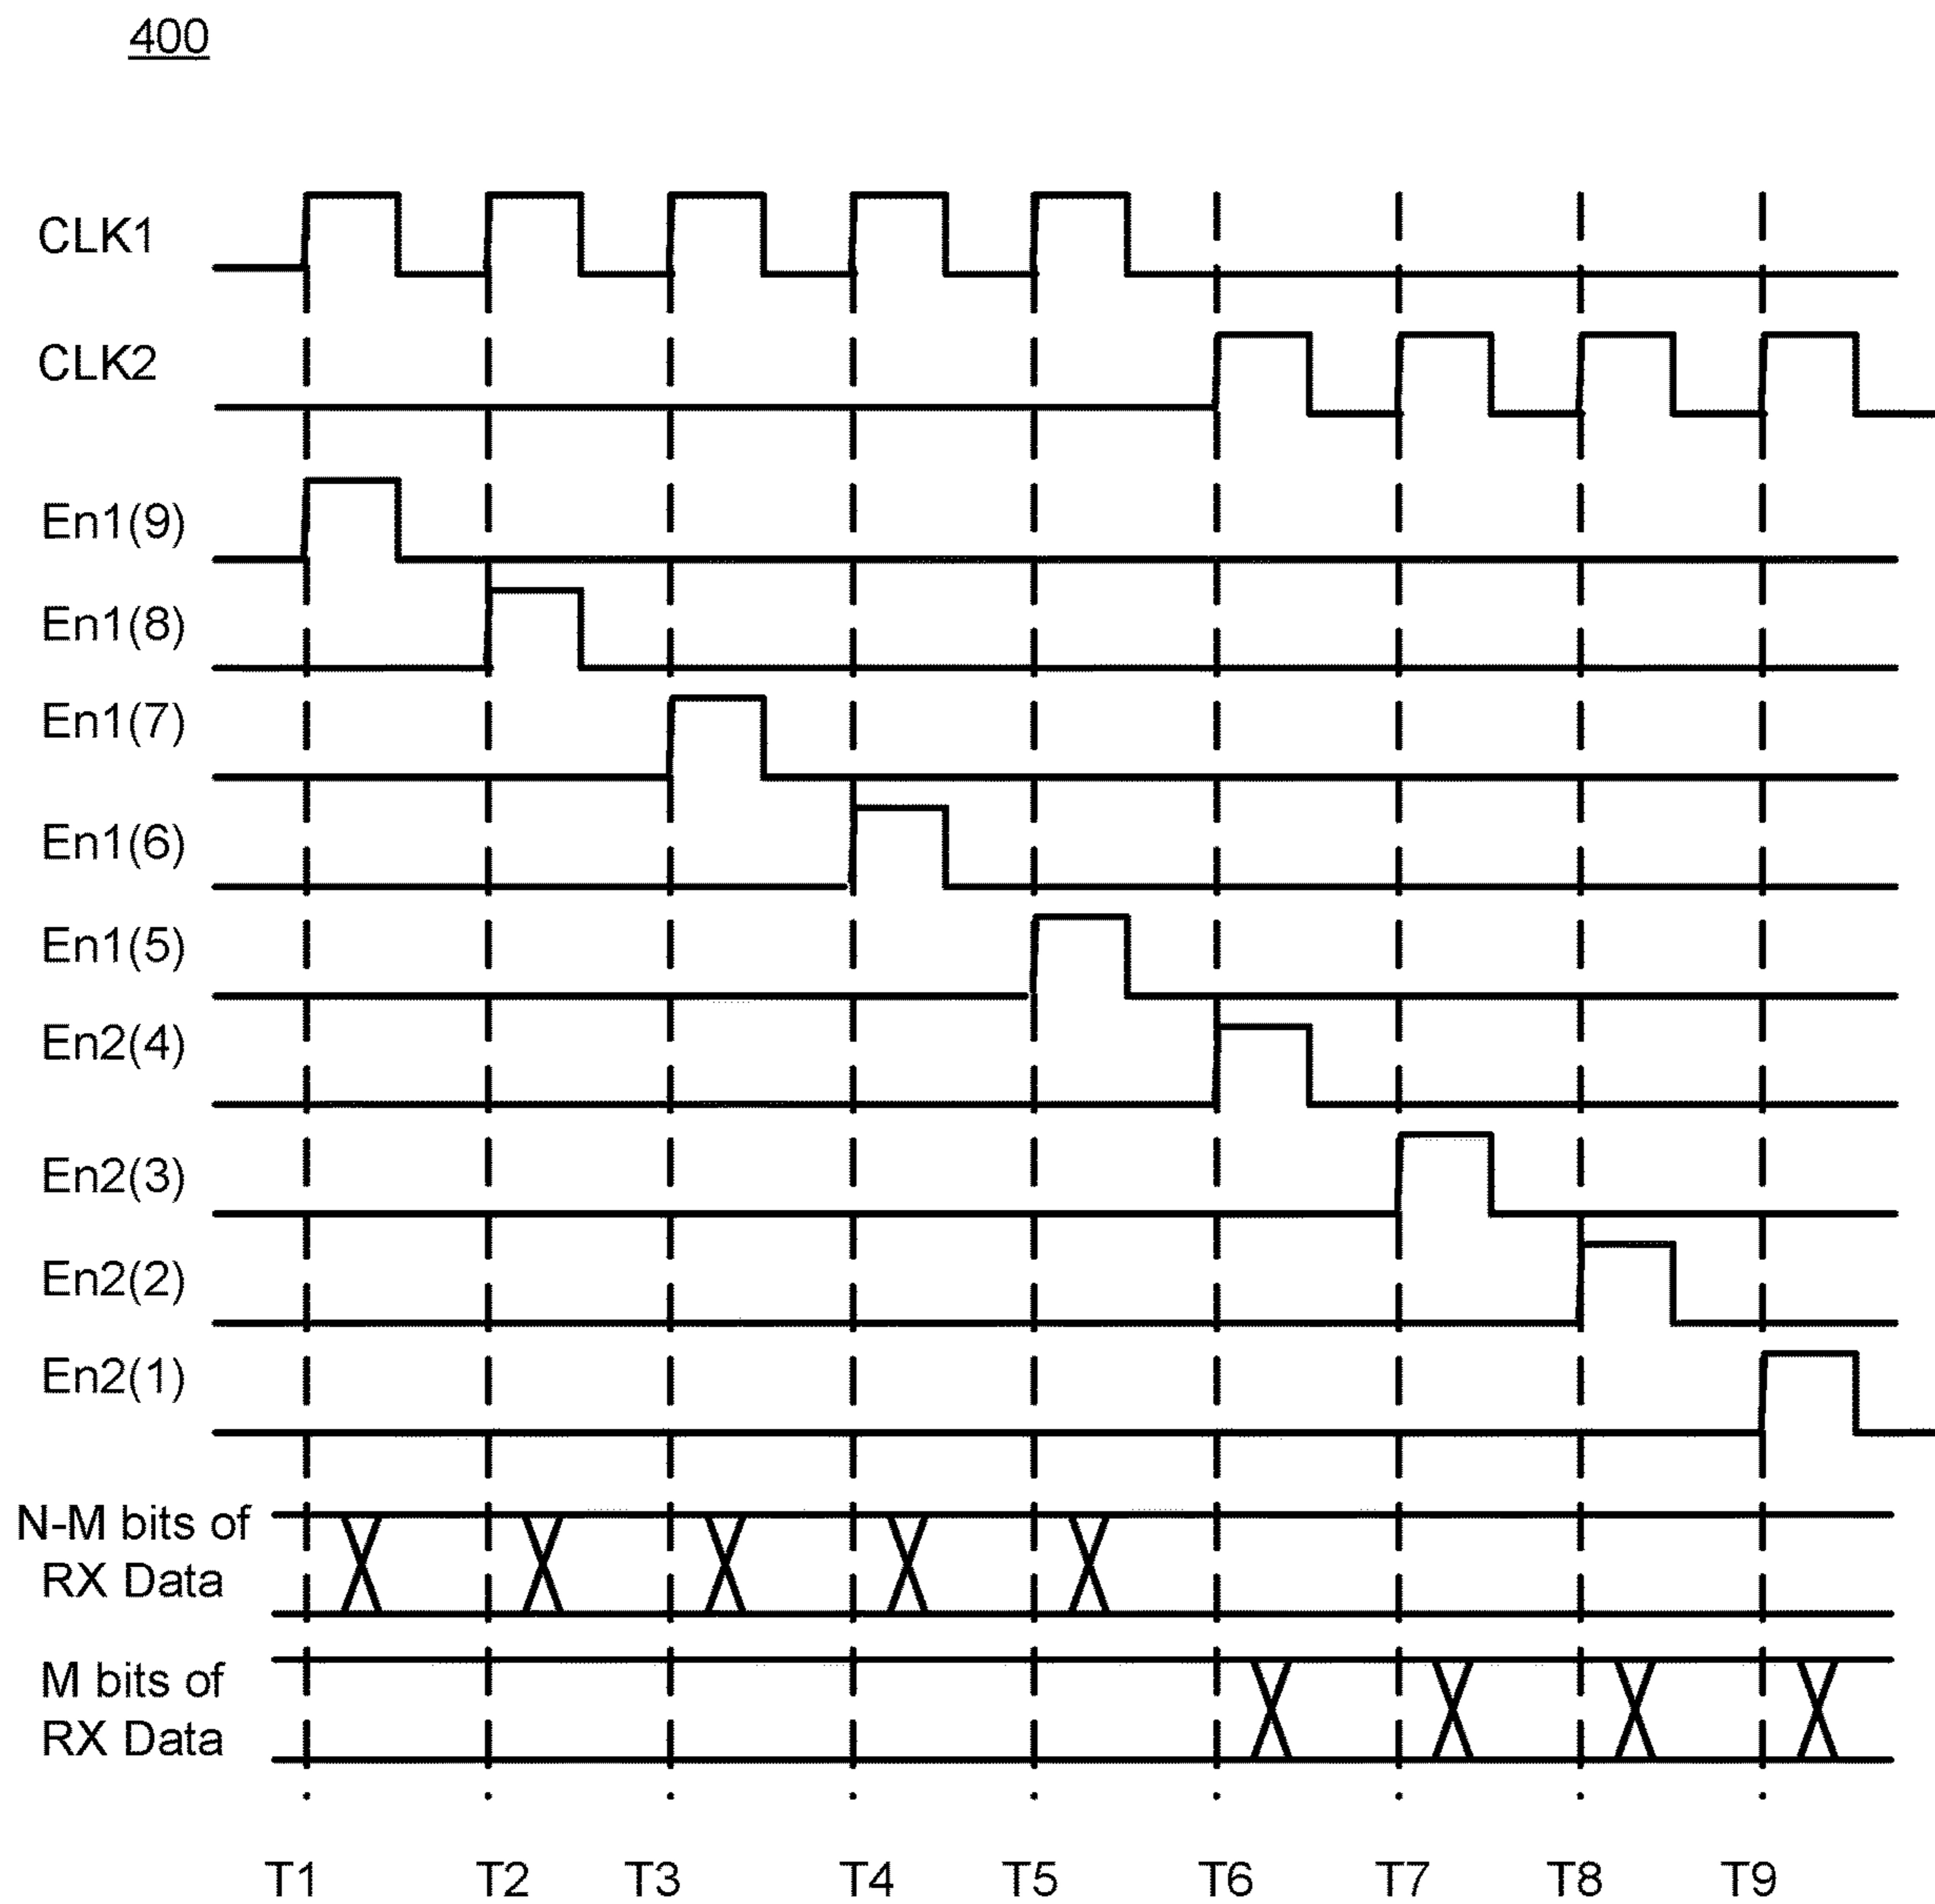 400
CLK1
CLK2
En1(9)
En1(8)
En1(7)
En1(6)
En1(5)
En2(4)
En2(3)
En2(2)
En2(1)
N-M bits of
RX Data
M bits of
RX Data
T1 T2 T3 T4 T5 T6 T7 T8 T9